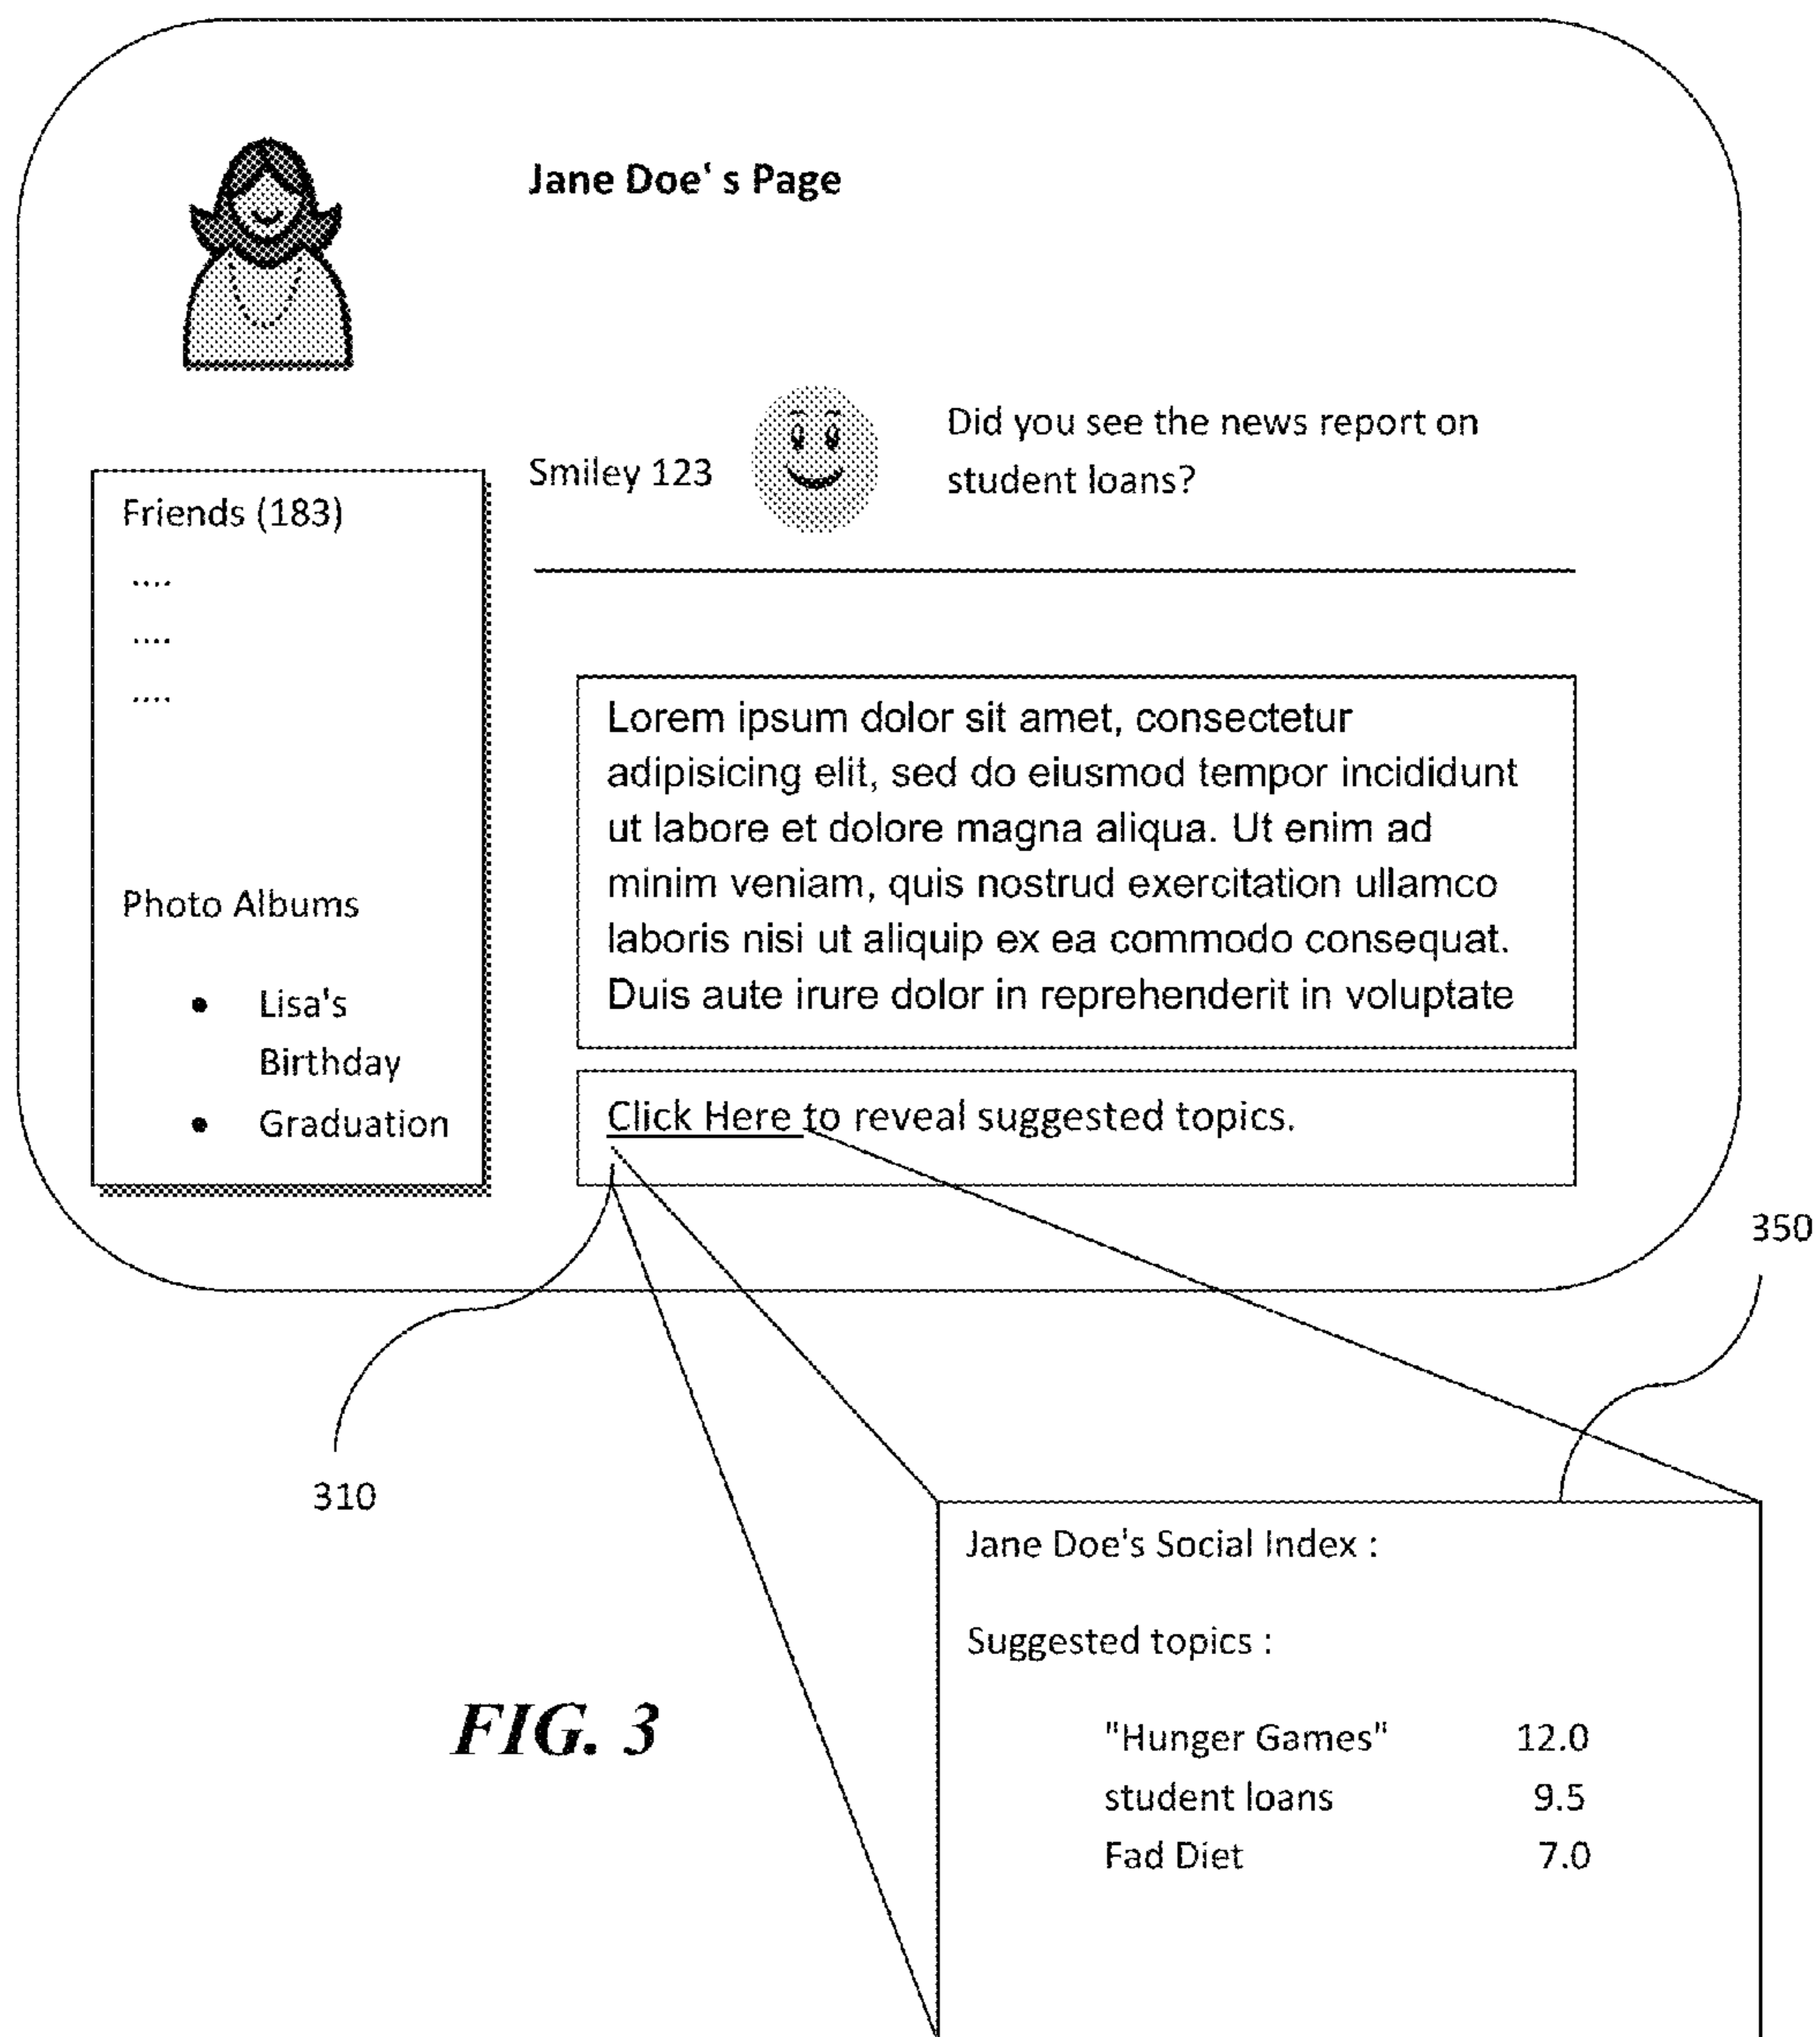 Jane Doe' s Page
Smiley 123
Did you see the news report on
student loans?
Friends (183)
....
....
....
Photo Albums
• Lisa's
Birthday
• Graduation
Lorem ipsum dolor sit amet, consectetur
adipisicing elit, sed do eiusmod tempor incididunt
ut labore et dolore magna aliqua. Ut enim ad
minim veniam, quis nostrud exercitation ullamco
laboris nisi ut aliquip ex ea commodo consequat.
Duis aute irure dolor in reprehenderit in voluptate
Click Here to reveal suggested topics.
350
310
Jane Doe's Social Index :
Suggested topics :
"Hunger Games" 12.0
student loans 9.5
Fad Diet 7.0
FIG. 3